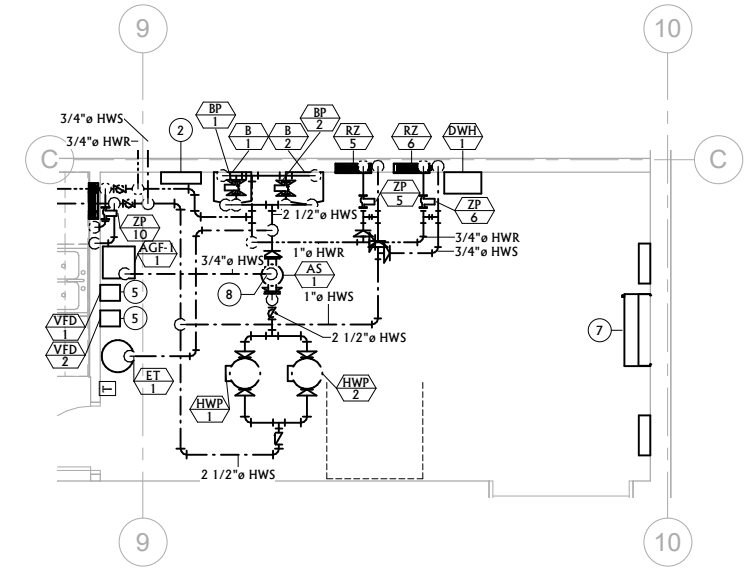 9
10
BP
1
BP
2
3/4"ø HWS
B
1
B
2
RZ
5
RZ
6
DWH
1
3/4"ø HWR
2
C
C
ZP
5
ZP
6
2 1/2"ø HWS
ZP
10
3/4"ø HWR
3/4"ø HWS
1"ø HWR
AGF-1
1
3/4"ø HWS
AS
1
5
8
1"ø HWS
VFD
1
5
7
2 1/2"ø HWS
VFD
2
ET
1
T
HWP
1
HWP
2
2 1/2"ø HWS
9
10